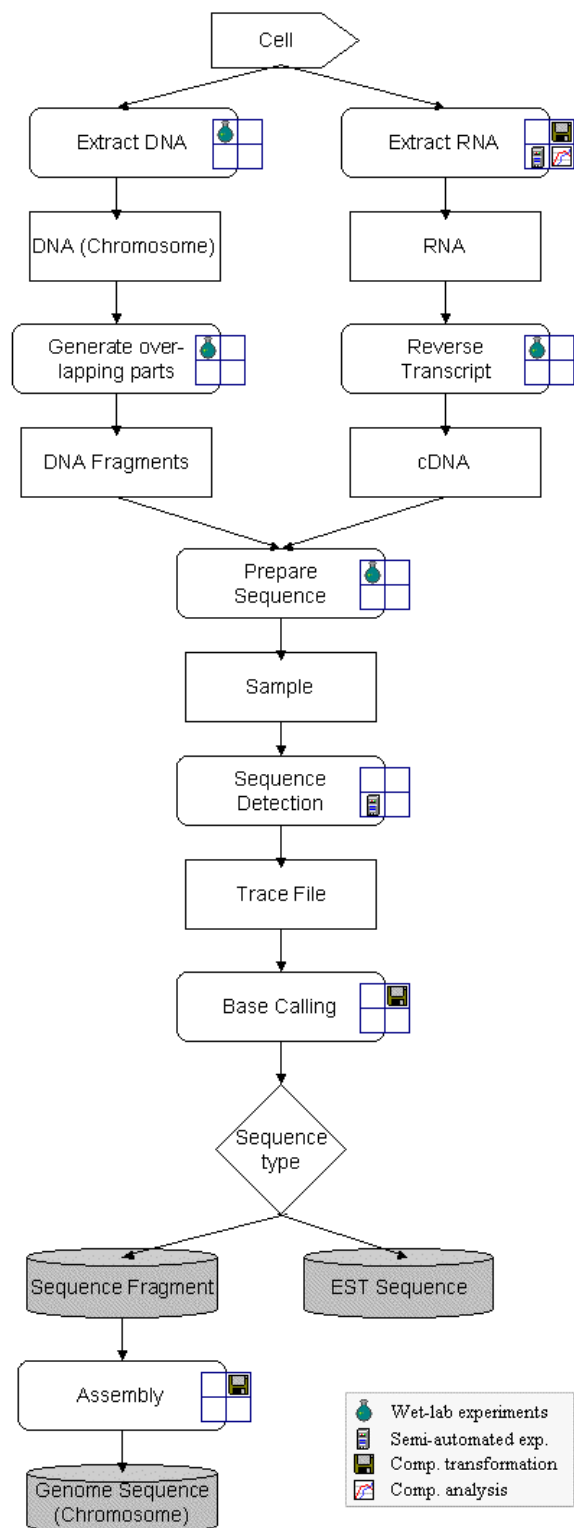 Cell
Extract DNA
Extract RNA
DNA (Chromosome)
RNA
Generate over-
lapping parts
Reverse
Transcript
DNA Fragments
cDNA
Prepare
Sequence
Sample
Sequence
Detection
Trace File
Base Calling
Sequence
type
Sequence Fragment
EST Sequence
Assembly
Genome Sequence
(Chromosome)
Wet-lab experiments
Semi-automated exp.
Comp. transformation
Comp. analysis